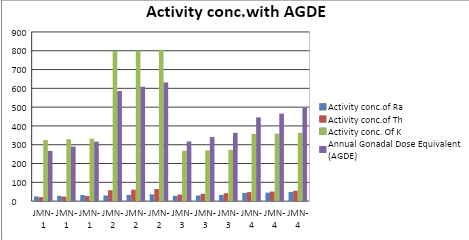 Activity conc.with AGDE
900
800
700
600
500
400
300
200
100
0
JMN-1
JMN-1
JMN-1
JMN-2
JMN-2
JMN-2
JMN-3
JMN-3
JMN-3
JMN-4
JMN-4
JMN-4
Activity conc.of Ra
Activity conc.of Th
Activity conc. Of K
Annual Gonadal Dose Equivalent
(AGDE)